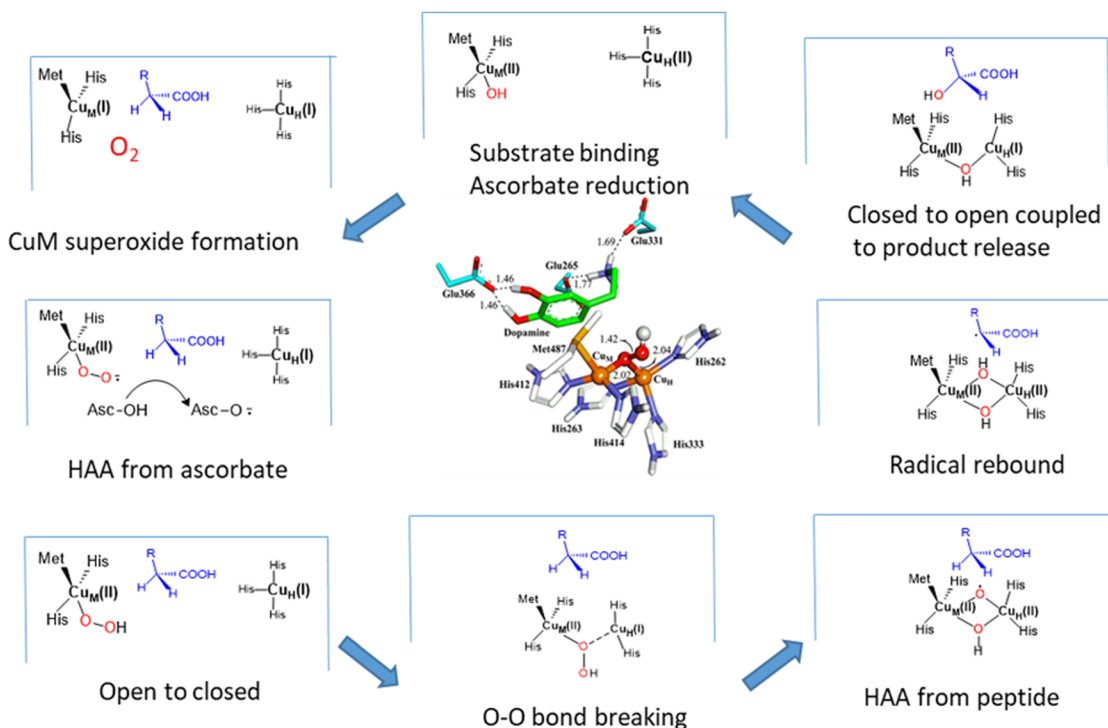 Met
His
CuM(I)
His
O2
R
COOH
H
H
His
His
CuH(I)
His
CuM superoxide formation
Met
His
CuM(II)
His
OH
His
His
CuH(II)
His
Substrate binding
Ascorbate reduction
R
COOH
HO
H
Met
His
His
CuM(II)
CuH(I)
His
O
H
His
Closed to open coupled
to product release
Met
His
CuM(II)
His
O
O
R
COOH
H
H
His
His
CuH(I)
His
Asc-OH
Asc-O
HAA from ascorbate
Glu331
1.69
Glu265
1.77
Glu366
1.46
1.46
Dopamine
Met487
1.42
CuM
2.04
2.02
CuH
His262
His412
His263
His414
His333
R
COOH
H
Met
His
H
O
His
CuM(II)
CuH(II)
His
O
H
His
Radical rebound
Met
His
CuM(II)
His
O
OH
R
COOH
H
H
His
His
CuH(I)
His
Open to closed
R
COOH
H
H
Met
His
His
CuM(II)
CuH(I)
His
O
OH
His
O-O bond breaking
R
COOH
H
H
Met
His
O
His
CuM(II)
CuH(II)
His
O
H
His
HAA from peptide